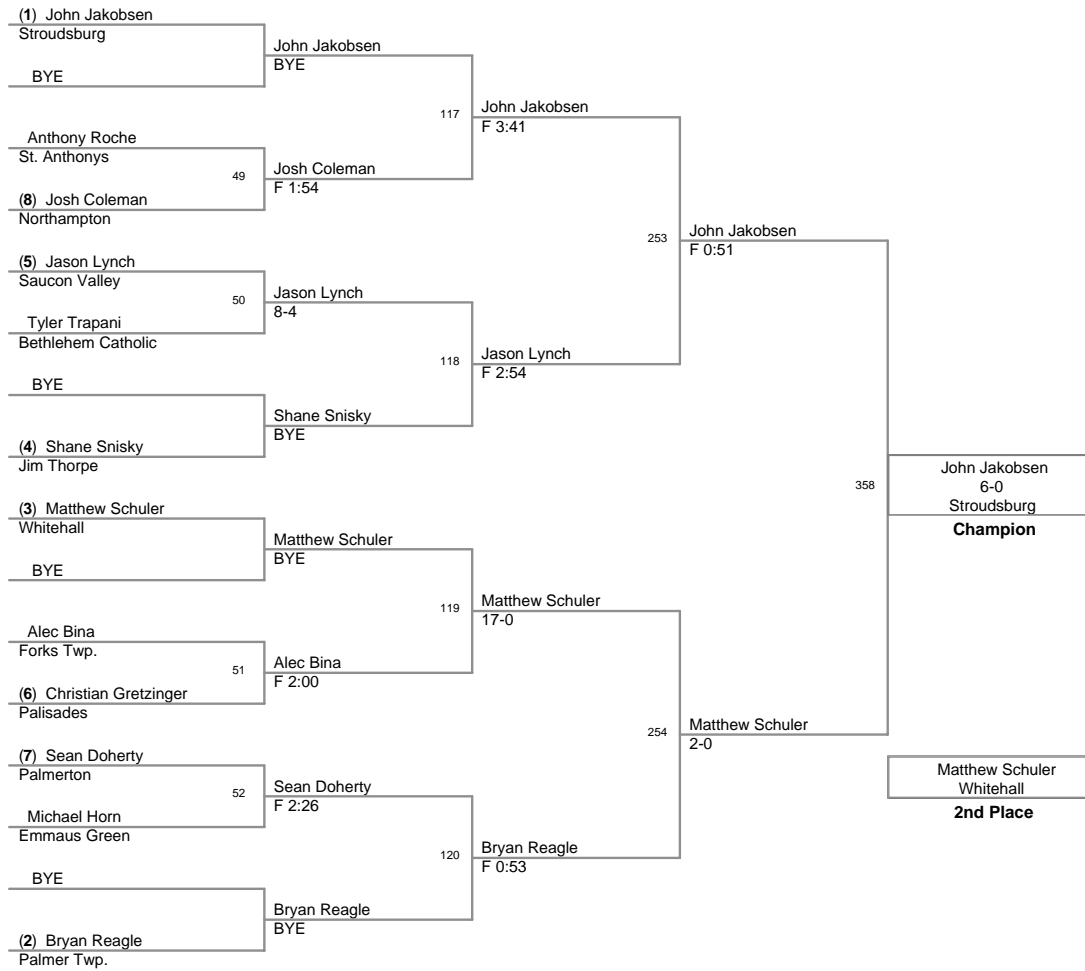 (1) John Jakobsen
Stroudsburg
BYE
Anthony Roche
St. Anthonys
(8) Josh Coleman
Northampton
(5) Jason Lynch
Saucon Valley
Tyler Trapani
Bethlehem Catholic
BYE
(4) Shane Snisky
Jim Thorpe
(3) Matthew Schuler
Whitehall
BYE
Alec Bina
Forks Twp.
(6) Christian Gretzinger
Palisades
(7) Sean Doherty
Palmerton
Michael Horn
Emmaus Green
BYE
(2) Bryan Reagle
Palmer Twp.
49
50
51
52
John Jakobsen
BYE
Josh Coleman
F 1:54
Jason Lynch
8-4
Shane Snisky
BYE
Matthew Schuler
BYE
Alec Bina
F 2:00
Sean Doherty
F 2:26
Bryan Reagle
BYE
117
118
119
120
John Jakobsen
F 3:41
Jason Lynch
F 2:54
Matthew Schuler
17-0
Bryan Reagle
F 0:53
253
254
John Jakobsen
F 0:51
Matthew Schuler
2-0
358
John Jakobsen
6-0
Stroudsburg
Champion
Matthew Schuler
Whitehall
2nd Place